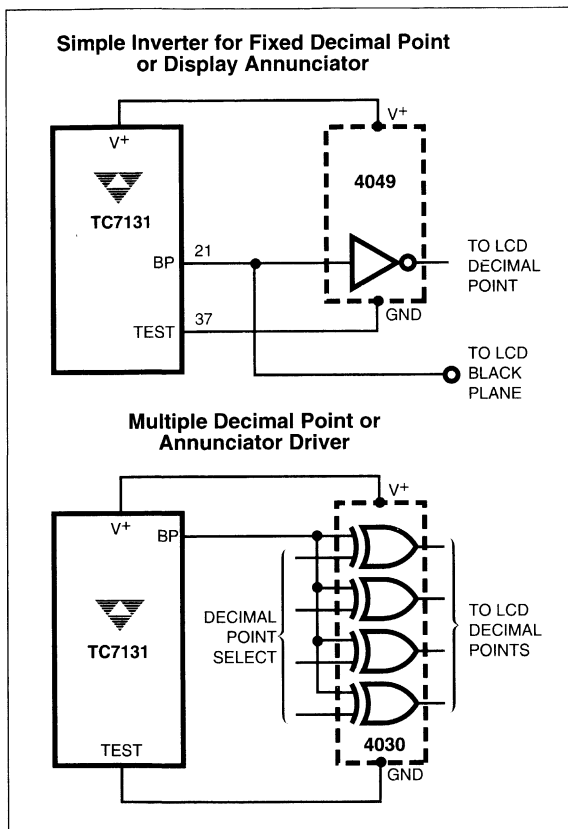 Simple Inverter for Fixed Decimal Point
or Display Annunciator
V+
V+
4049
TC7131
BP
21
TO LCD
DECIMAL
POINT
TEST
37
GND
TO LCD
BLACK
PLANE
Multiple Decimal Point or
Annunciator Driver
V+
V+
BP
DECIMAL
POINT
SELECT
TO LCD
DECIMAL
POINTS
TC7131
4030
TEST
GND